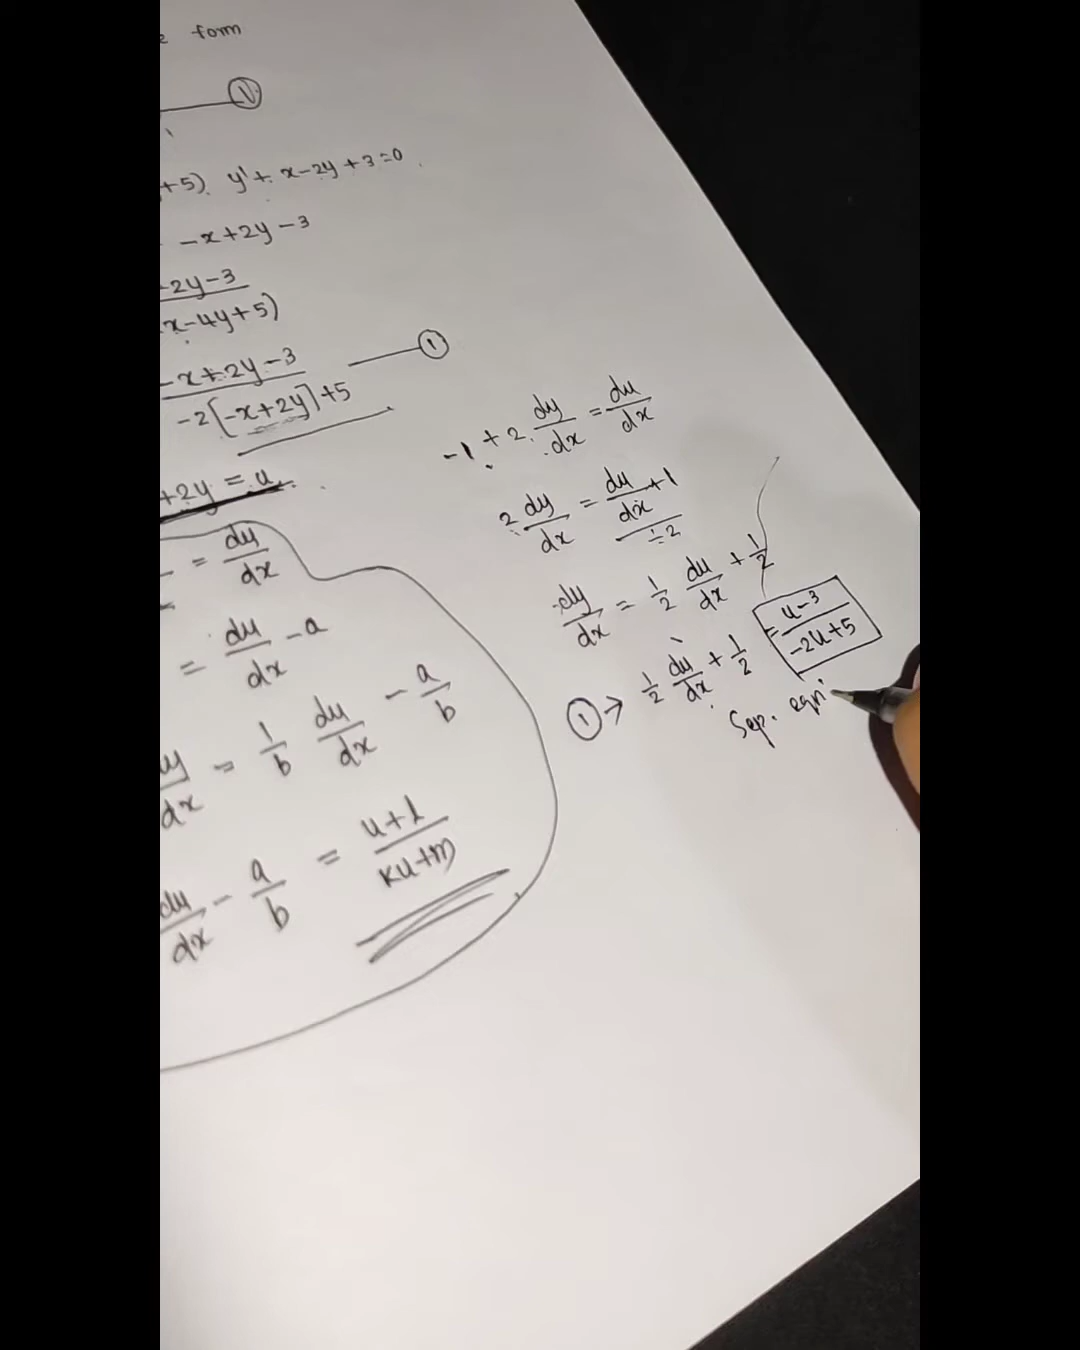 form
1
+5). y' + x-2y+3=0
-x+2y-3
-2y-3
x-4y+5)
-x+2y-3
-2[-x+2y]+5
1
+2y = u
= du/dx
= du/dx - a
y/dx = 1/b du/dx - a/b
du/dx - a/b = u+l/ku+m
-1 + 2. dy/dx = du/dx
2 dy/dx = du/dx +1
÷2
dy/dx = 1/2 du/dx + 1/2
1 → 1/2 du/dx + 1/2 = u-3/-2u+5
Sep. eqn